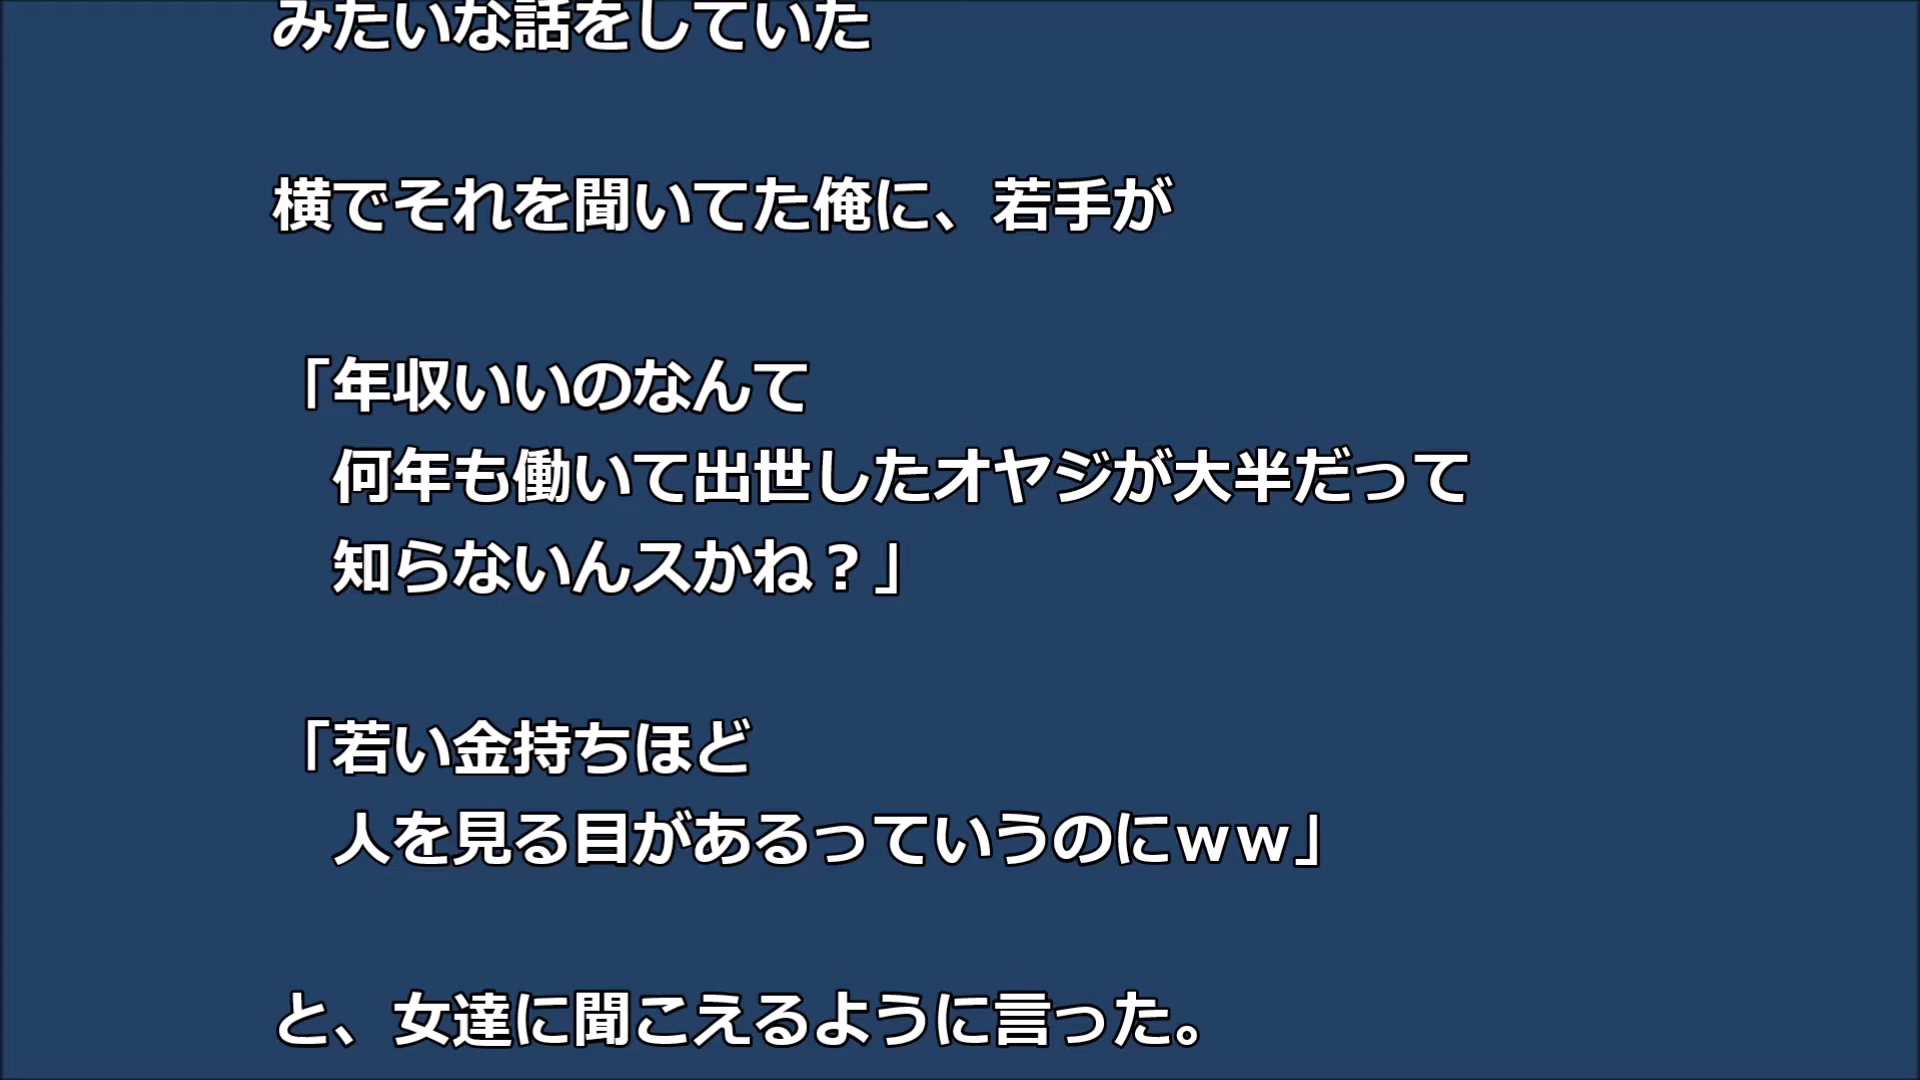 みたいな話をしていた
横でそれを聞いてた俺に、若手が
「年収いいのなんて
何年も働いて出世したオヤジが大半だって
知らないんスかね？」
「若い金持ちほど
人を見る目があるっていうのにｗｗ」
と、女達に聞こえるように言った。